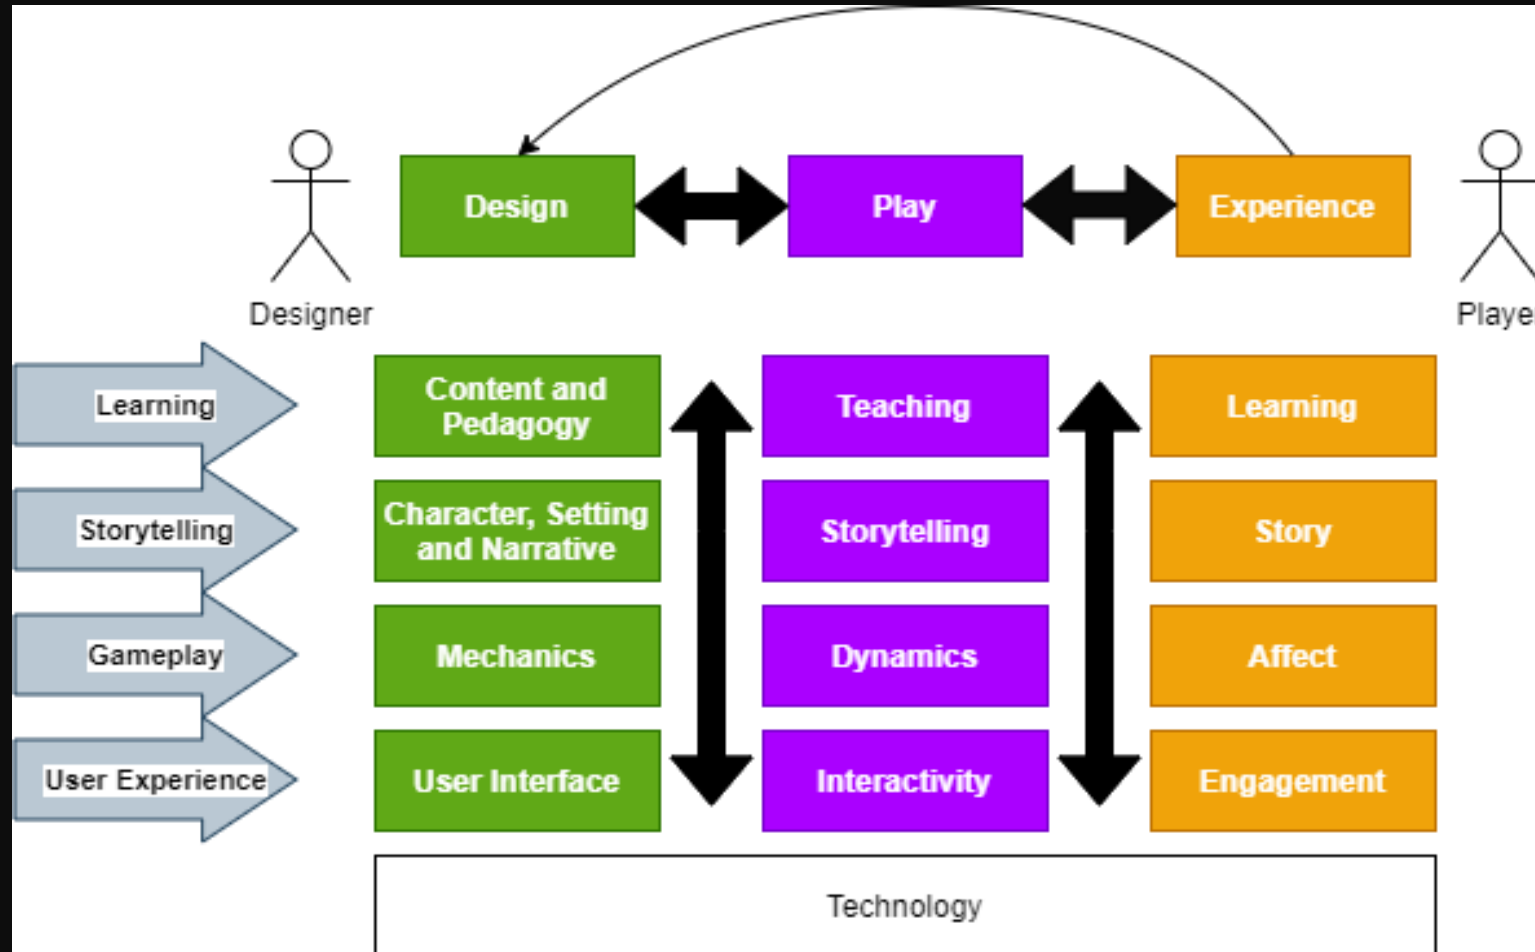 Design
Play
Experience
Designer
Playe
Learning
Content and
Pedagogy
Teaching
Learning
Storytelling
Character, Setting
and Narrative
Storytelling
Story
Gameplay
Mechanics
Dynamics
Affect
User Experience
User Interface
Interactivity
Engagement
Technology